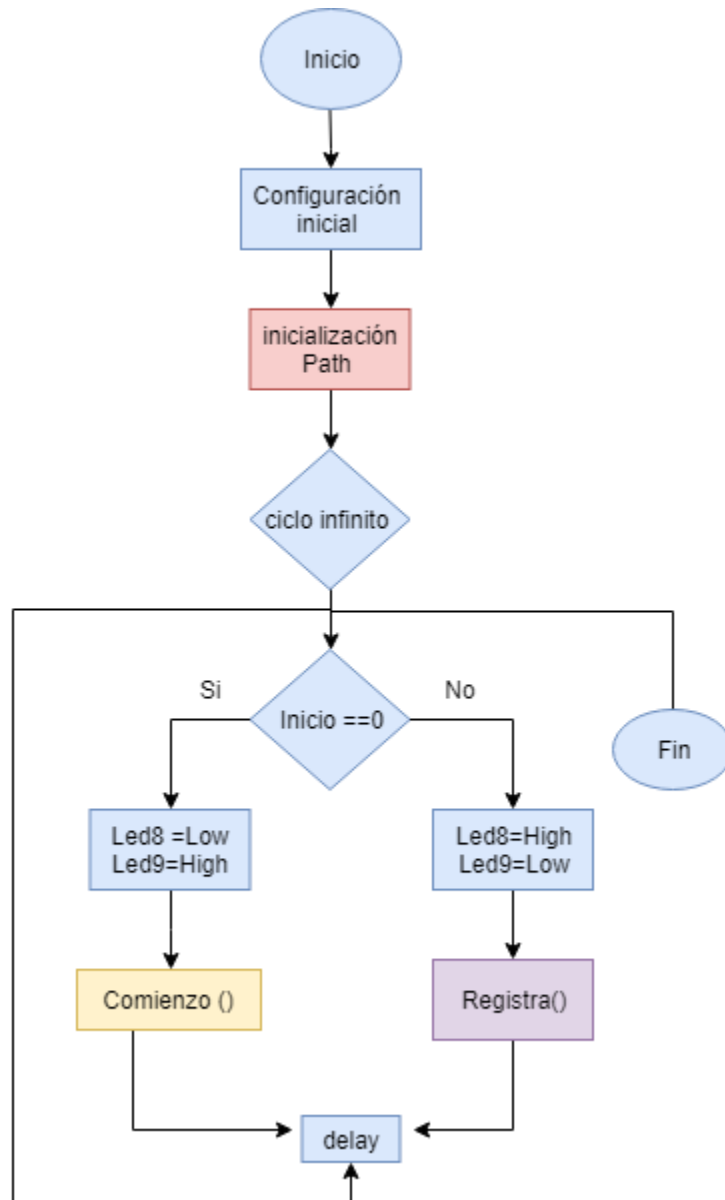 Inicio
Configuración
inicial
inicialización
Path
ciclo infinito
Si
No
Inicio ==0
Fin
Led8 =Low
Led9=High
Led8=High
Led9=Low
Comienzo ()
Registra()
delay